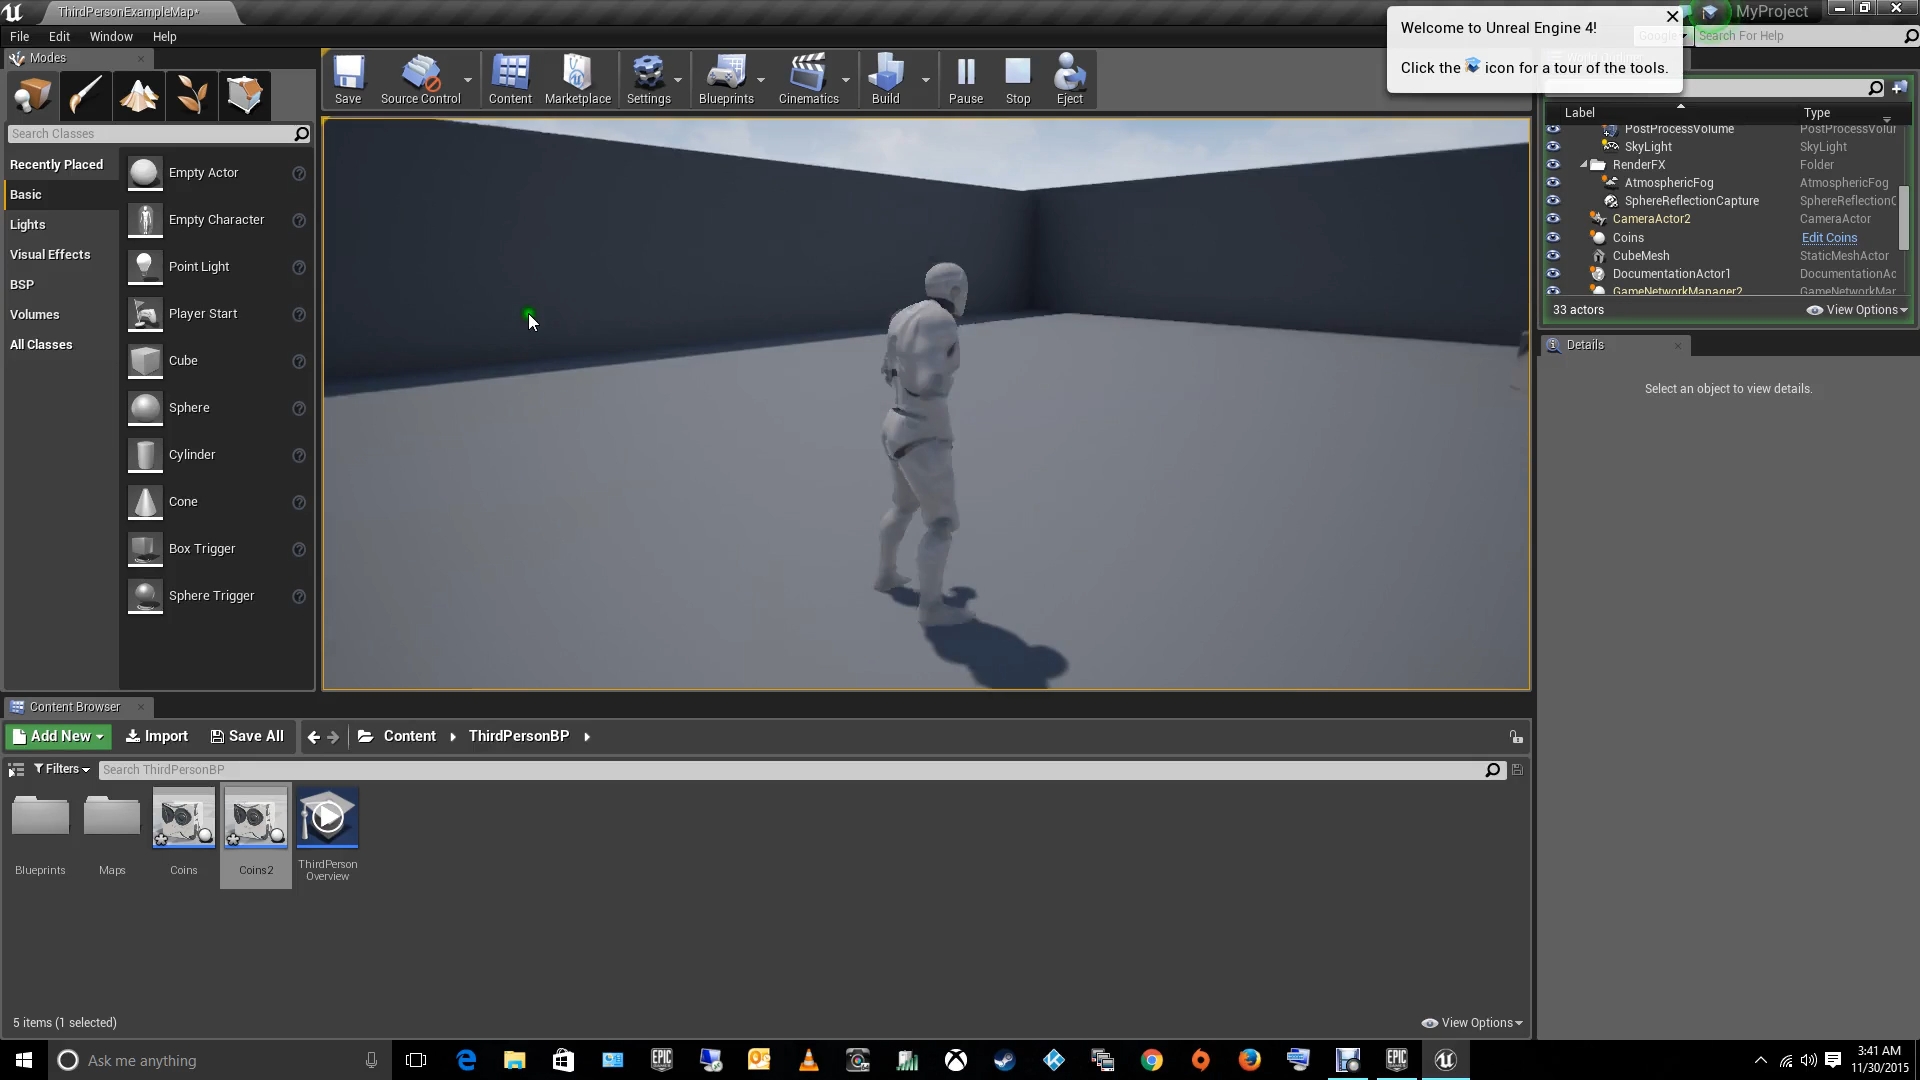 ThirdPersonExampleMap*
MyProject
File Edit Window Help
Welcome to Unreal Engine 4!
Click the icon for a tour of the tools.
Search For Help
Modes
Save
Source Control
Content
Marketplace
Settings
Blueprints
Cinematics
Build
Pause
Stop
Eject
Search Classes
Recently Placed
Basic
Lights
Visual Effects
BSP
Volumes
All Classes
Empty Actor
Empty Character
Point Light
Player Start
Cube
Sphere
Cylinder
Cone
Box Trigger
Sphere Trigger
Label Type
PostProcessVolume PostProcessVolur
SkyLight SkyLight
RenderFX Folder
AtmosphericFog AtmosphericFog
SphereReflectionCapture SphereReflectionC
CameraActor2 CameraActor
Coins Edit Coins
CubeMesh StaticMeshActor
DocumentationActor1 DocumentationAc
GameNetworkManager2 GameNetworkMar
33 actors View Options
Details
Select an object to view details.
Content Browser
Add New Import Save All Content ThirdPersonBP
Filters Search ThirdPersonBP
Blueprints
Maps
Coins
Coins2
ThirdPerson
Overview
5 items (1 selected) View Options
Ask me anything
3:41 AM
11/30/2015